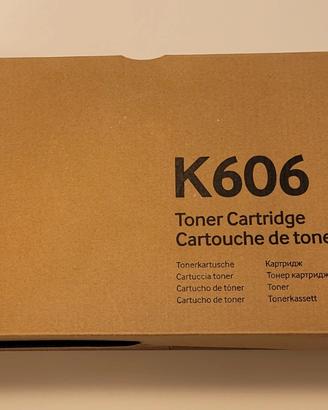 K606
Toner Cartridge
Cartouche de tone
Tonerkartusche Картридж
Cartuccia toner Тонер картридж
Cartucho de tóner Toner
Cartucho de toner Tonerkassett